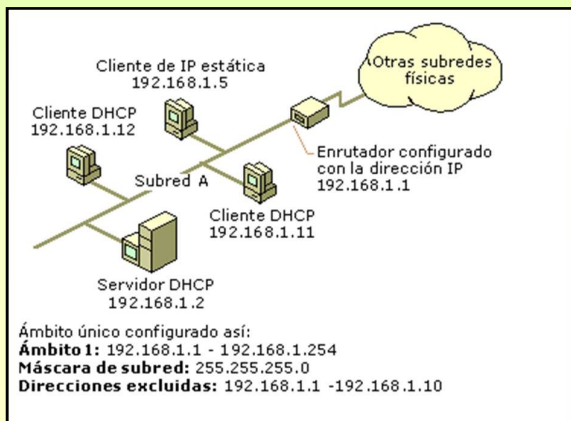 Cliente de IP estática
192.168.1.5
Otras subredes
físicas
Cliente DHCP
192.168.1.12
Enrutador configurado
con la dirección IP
192.168.1.1
Subred A
Cliente DHCP
192.168.1.11
Servidor DHCP
192.168.1.2
Ámbito único configurado así:
Ámbito 1: 192.168.1.1 - 192.168.1.254
Máscara de subred: 255.255.255.0
Direcciones excluidas: 192.168.1.1 -192.168.1.10